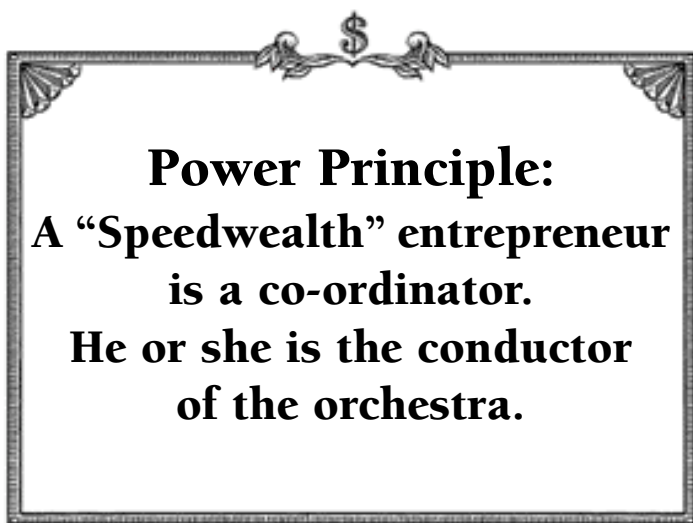 $
Power Principle:
A “Speedwealth” entrepreneur
is a co-ordinator.
He or she is the conductor
of the orchestra.